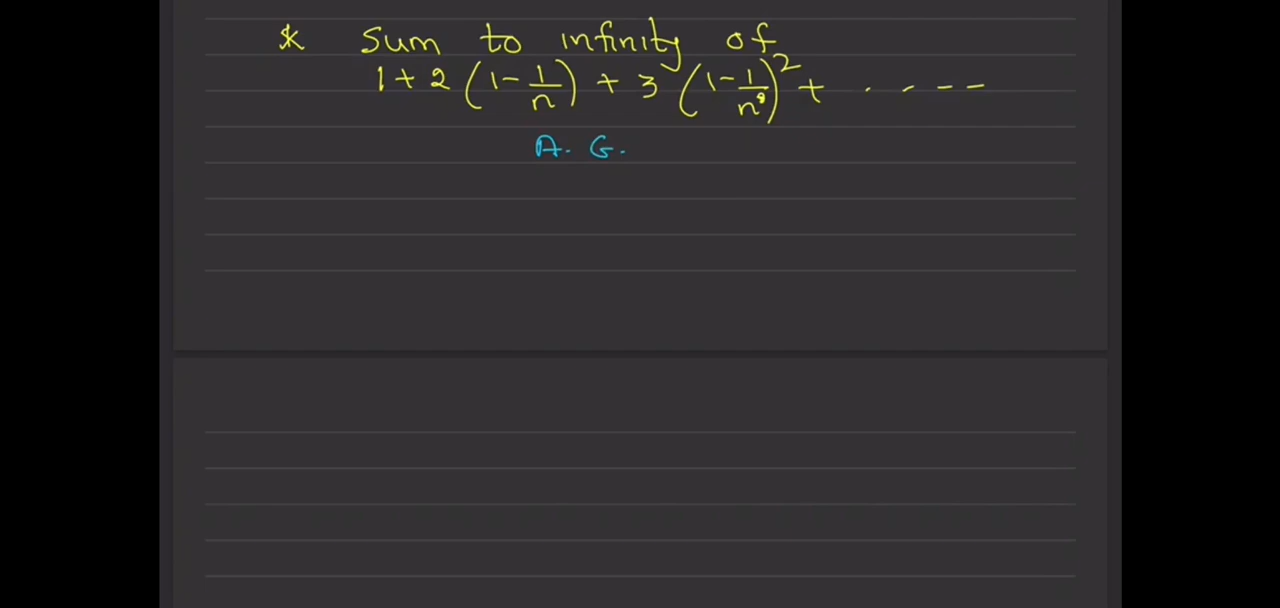 * Sum to infinity of
1 + 2 (1 - 1/n) + 3 (1 - 1/n)² + . . - - -
A. G.